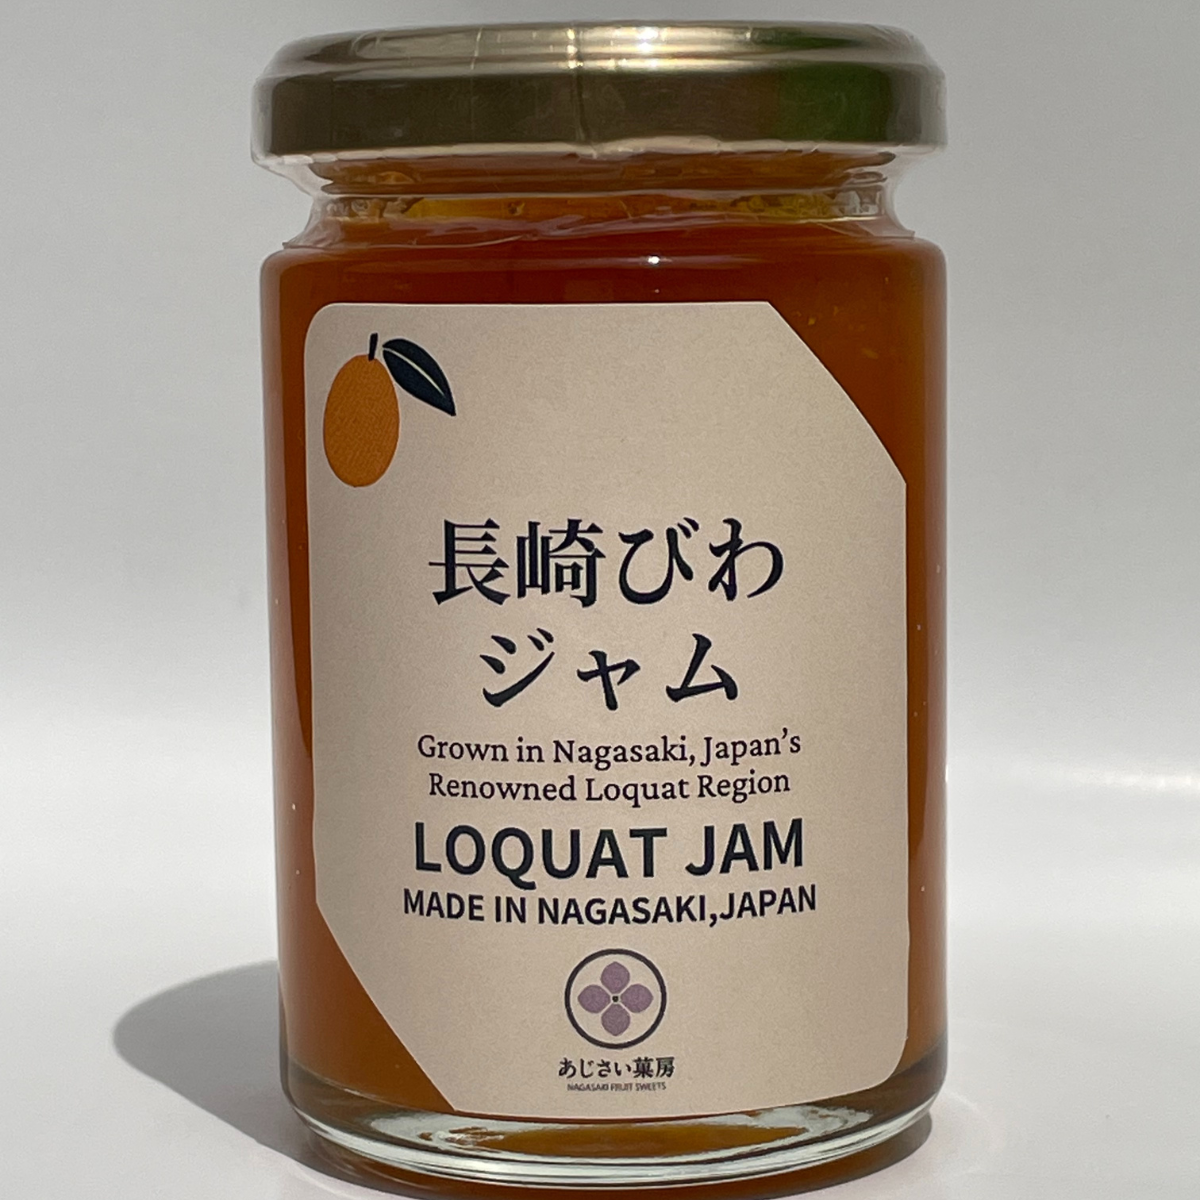 長崎びわ
ジャム
Grown in Nagasaki, Japan's
Renowned Loquat Region
LOQUAT JAM
MADE IN NAGASAKI,JAPAN
あじさい菓房
NAGASAKI FRUIT SWEETS